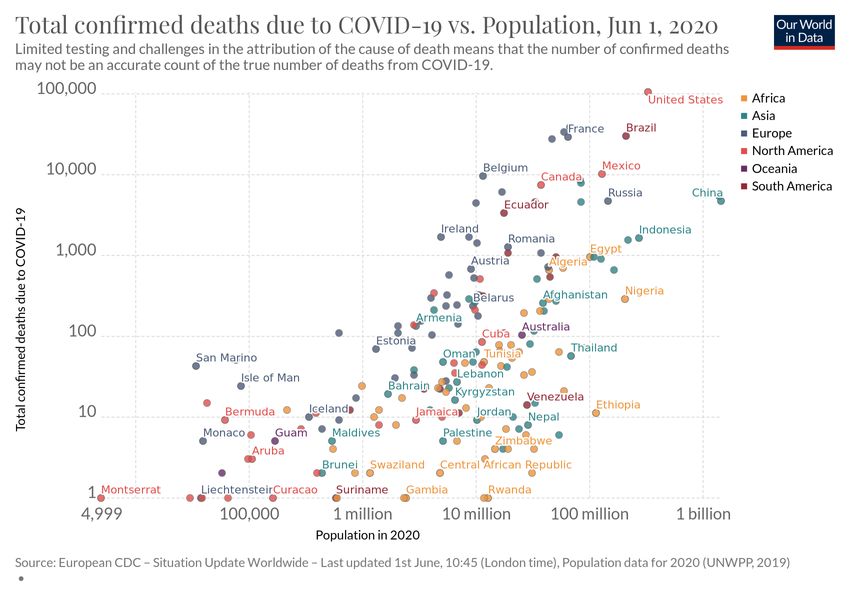 Total confirmed deaths due to COVID-19 vs. Population, Jun 1, 2020
Our World
in Data
Limited testing and challenges in the attribution of the cause of death means that the number of confirmed deaths
may not be an accurate count of the true number of deaths from COVID-19.
100,000
United States
Africa
Asia
Europe
North America
Oceania
South America
France
Brazil
10,000
Belgium
Canada
Mexico
Russia
China
Ecuador
Ireland
Romania
Indonesia
1,000
Austria
Algeria
Egypt
Belarus
Afghanistan
Nigeria
Armenia
100
Estonia
Cuba
Australia
San Marino
Oman
Tunisia
Thailand
Isle of Man
Bahrain
Lebanon
Kyrgyzstan
Venezuela
10
Bermuda
Iceland
Jamaica
Jordan
Nepal
Ethiopia
Monaco
Guam
Maldives
Palestine
Zimbabwe
Aruba
Brunei
Swaziland
Central African Republic
1
Montserrat
Liechtenstein
Curacao
Suriname
Gambia
Rwanda
4,999
100,000
1 million
10 million
100 million
1 billion
Total confirmed deaths due to COVID-19
Population in 2020
Source: European CDC – Situation Update Worldwide – Last updated 1st June, 10:45 (London time), Population data for 2020 (UNWPP, 2019)